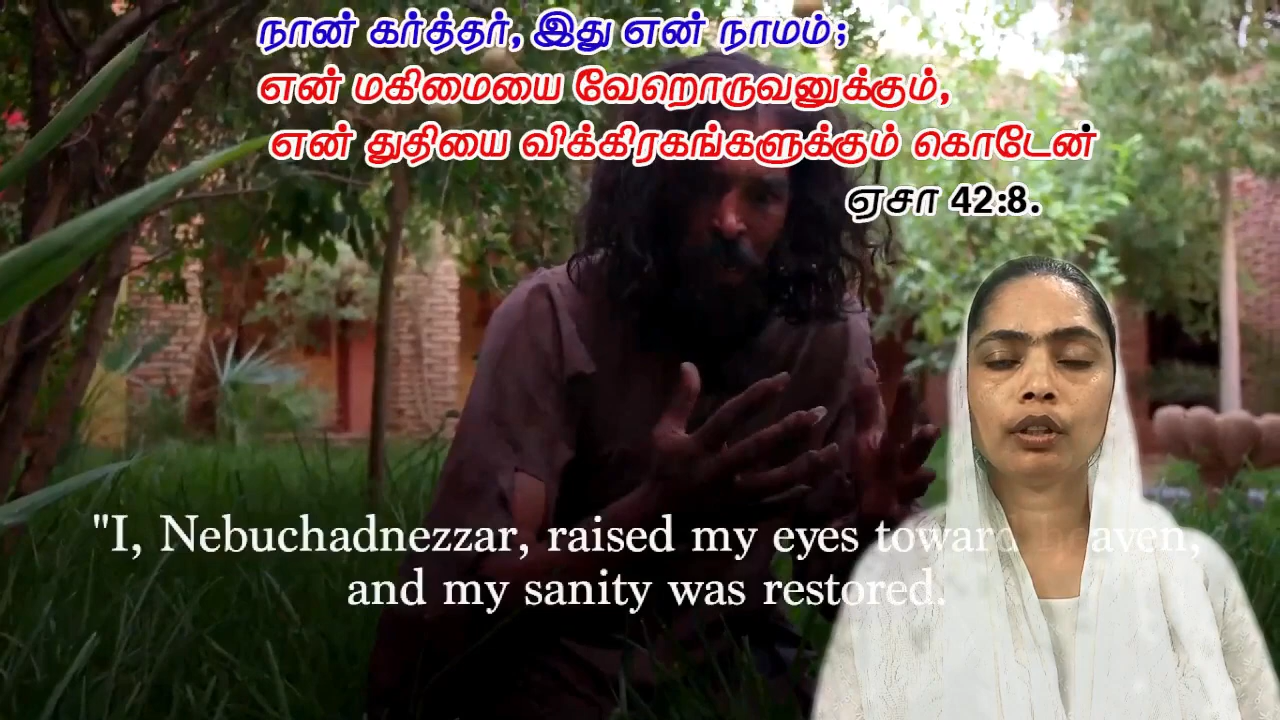 நான் கர்த்தர், இது என் நாமம்;
என் மகிமையை வேறொருவனுக்கும்,
என் துதியை விக்கிரகங்களுக்கும் கொடேன்
ஏசா 42:8.
"I, Nebuchadnezzar, raised my eyes toward heaven,
and my sanity was restored.